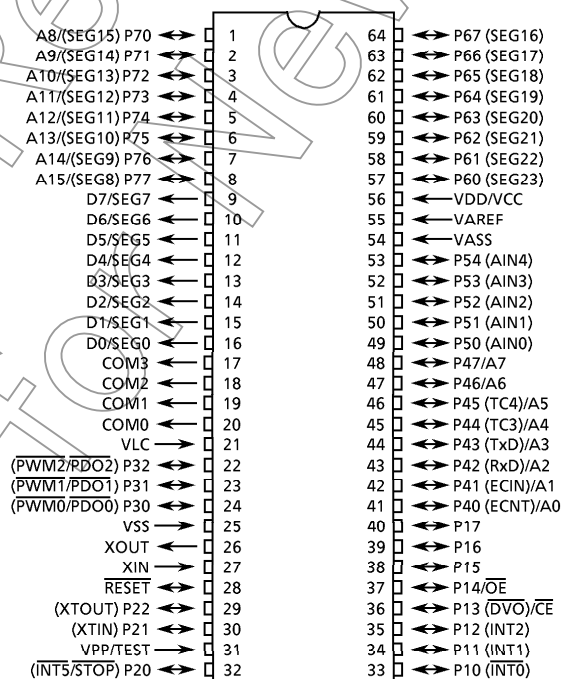 A8/(SEG15) P70 1 64 P67 (SEG16)
A9/(SEG14) P71 2 63 P66 (SEG17)
A10/(SEG13) P72 3 62 P65 (SEG18)
A11/(SEG12) P73 4 61 P64 (SEG19)
A12/(SEG11) P74 5 60 P63 (SEG20)
A13/(SEG10) P75 6 59 P62 (SEG21)
A14/(SEG9) P76 7 58 P61 (SEG22)
A15/(SEG8) P77 8 57 P60 (SEG23)
D7/SEG7 9 56 VDD/VCC
D6/SEG6 10 55 VAREF
D5/SEG5 11 54 VASS
D4/SEG4 12 53 P54 (AIN4)
D3/SEG3 13 52 P53 (AIN3)
D2/SEG2 14 51 P52 (AIN2)
D1/SEG1 15 50 P51 (AIN1)
D0/SEG0 16 49 P50 (AIN0)
COM3 17 48 P47/A7
COM2 18 47 P46/A6
COM1 19 46 P45 (TC4)/A5
COM0 20 45 P44 (TC3)/A4
VLC 21 44 P43 (TxD)/A3
(PWM2/PDO2) P32 22 43 P42 (RxD)/A2
(PWM1/PDO1) P31 23 42 P41 (ECIN)/A1
(PWM0/PDO0) P30 24 41 P40 (ECNT)/A0
VSS 25 40 P17
XOUT 26 39 P16
XIN 27 38 P15
RESET 28 37 P14/OE
(XTOUT) P22 29 36 P13 (DVO)/CE
(XTIN) P21 30 35 P12 (INT2)
VPP/TEST 31 34 P11 (INT1)
(INT5/STOP) P20 32 33 P10 (INT0)